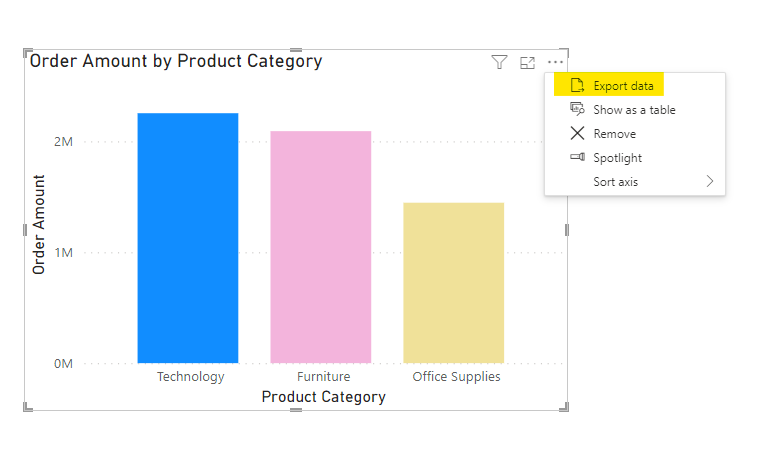 Order Amount by Product Category
Export data
Show as a table
Remove
Spotlight
Sort axis
2M
1M
0M
Order Amount
Technology
Furniture
Office Supplies
Product Category